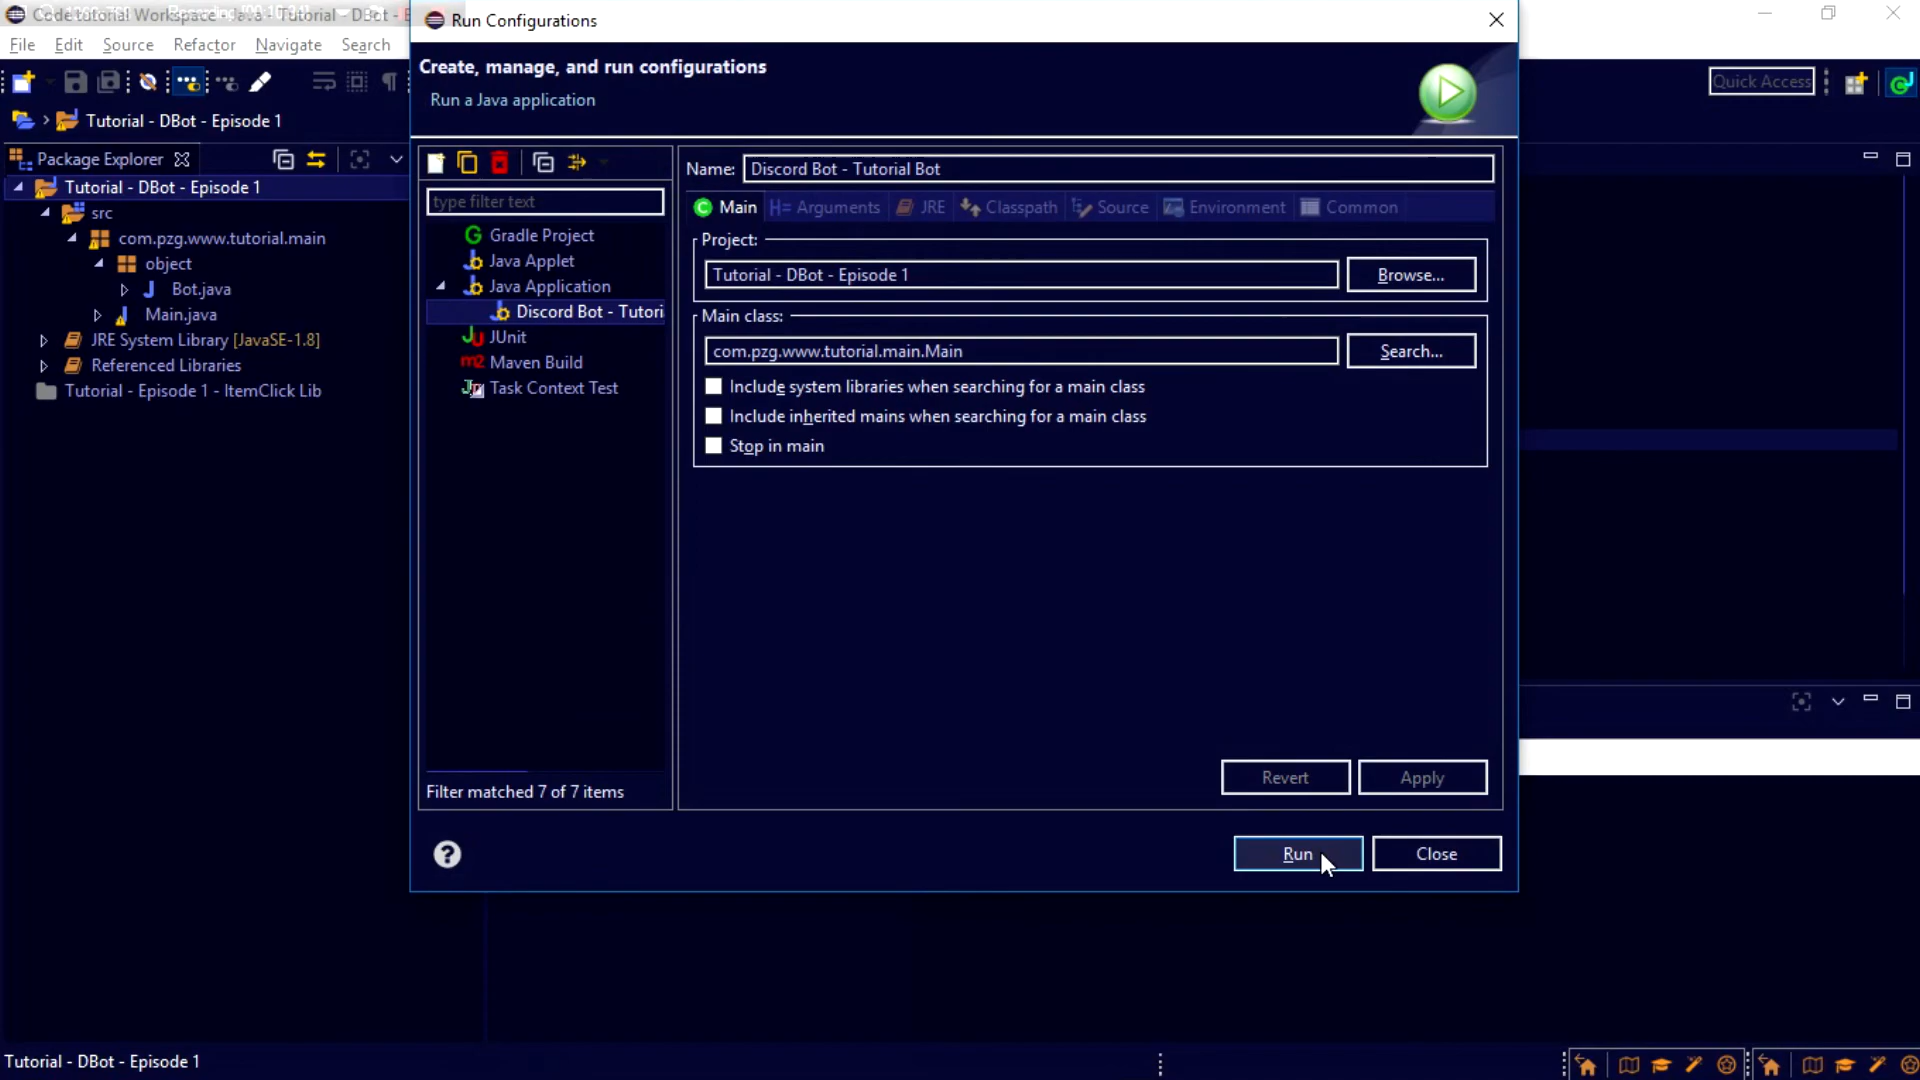 Code tutorial Workspace - Java - Tutorial - DBot - E
Run Configurations
File Edit Source Refactor Navigate Search
Create, manage, and run configurations
Run a Java application
Quick Access
Tutorial - DBot - Episode 1
Package Explorer
Tutorial - DBot - Episode 1
src
com.pzg.www.tutorial.main
object
Bot.java
Main.java
JRE System Library [JavaSE-1.8]
Referenced Libraries
Tutorial - Episode 1 - ItemClick Lib
type filter text
Gradle Project
Java Applet
Java Application
Discord Bot - Tutori
JUnit
Maven Build
Task Context Test
Filter matched 7 of 7 items
Name: Discord Bot - Tutorial Bot
Main Arguments JRE Classpath Source Environment Common
Project:
Tutorial - DBot - Episode 1 Browse...
Main class:
com.pzg.www.tutorial.main.Main Search...
Include system libraries when searching for a main class
Include inherited mains when searching for a main class
Stop in main
Revert Apply
Run Close
Tutorial - DBot - Episode 1